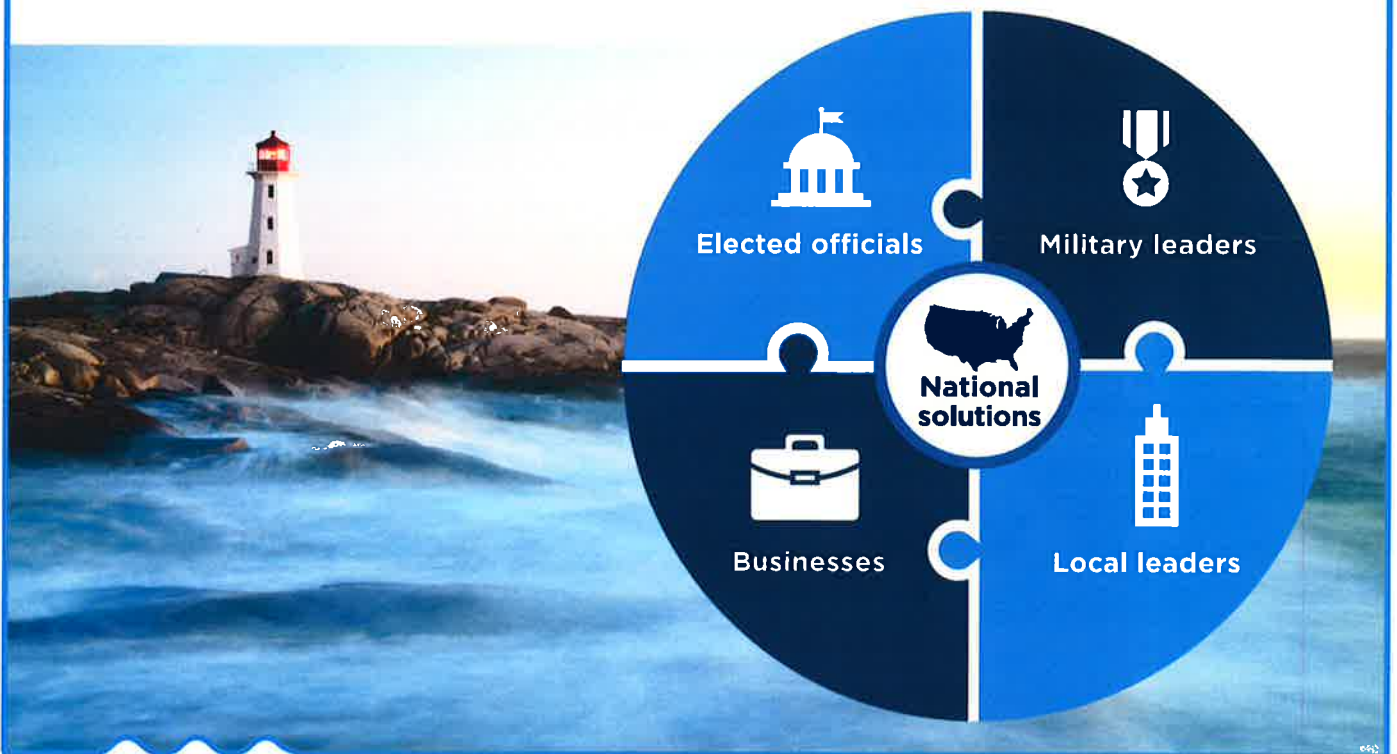 Elected officials
Military leaders
National
solutions
Businesses
Local leaders